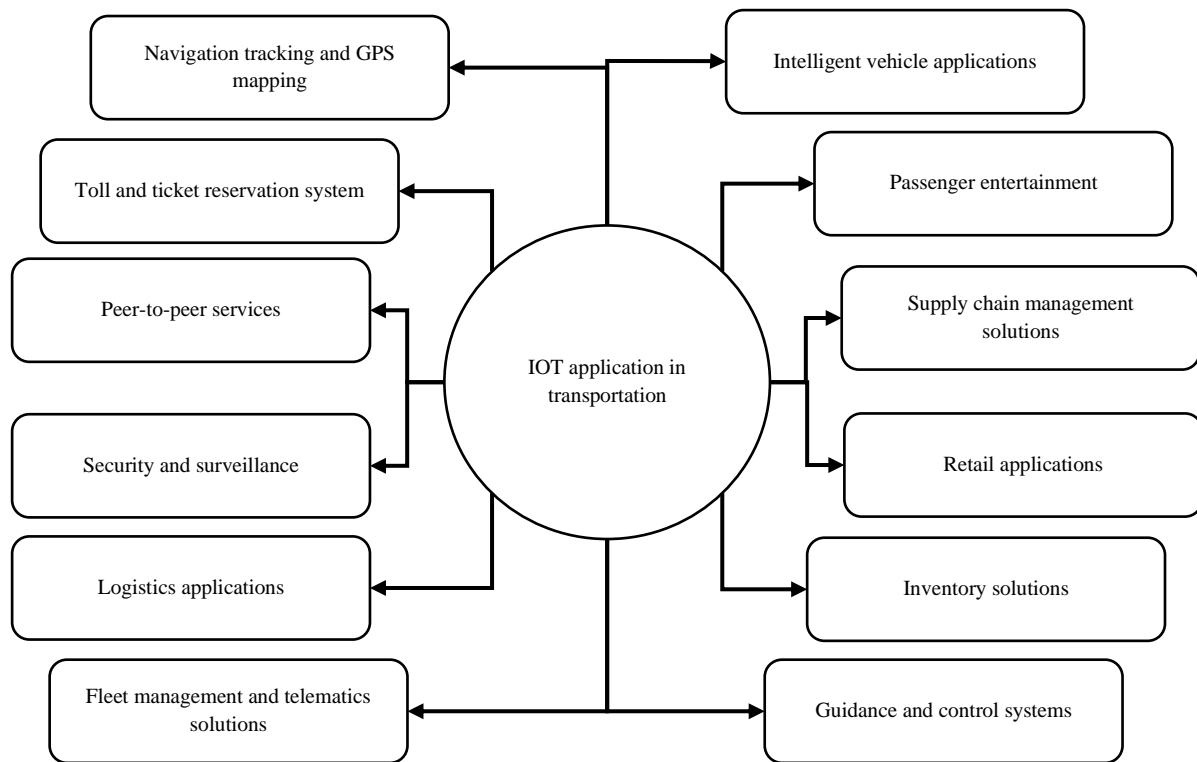 Navigation tracking and GPS
mapping
Intelligent vehicle applications
Toll and ticket reservation system
Passenger entertainment
Peer-to-peer services
Supply chain management
solutions
IOT application in
transportation
Security and surveillance
Retail applications
Logistics applications
Inventory solutions
Fleet management and telematics
solutions
Guidance and control systems